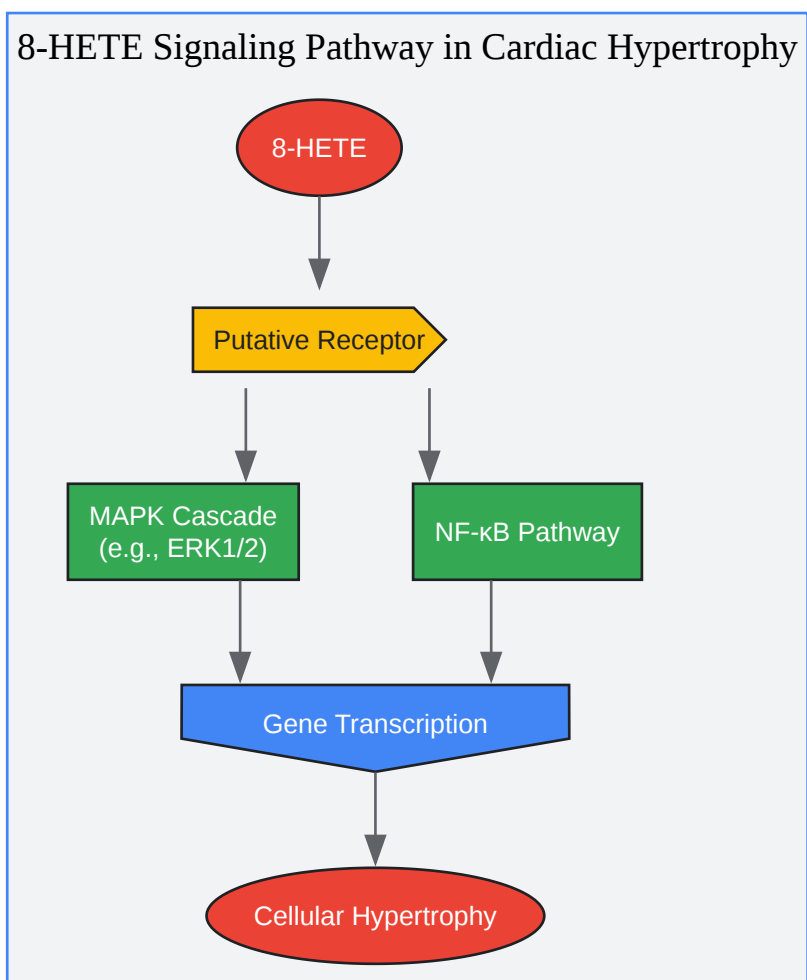 8-HETE Signaling Pathway in Cardiac Hypertrophy
8-HETE
Putative Receptor
MAPK Cascade
(e.g., ERK1/2)
NF-κB Pathway
Gene Transcription
Cellular Hypertrophy